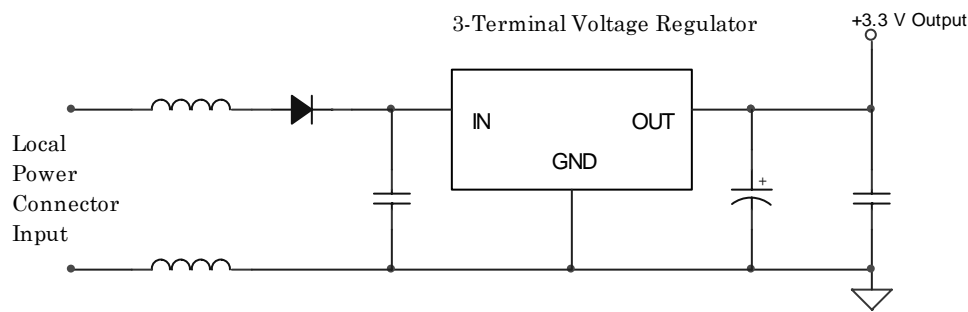 3-Terminal Voltage Regulator
+3.3 V Output
IN
OUT
GND
Local
Power
Connector
Input
+